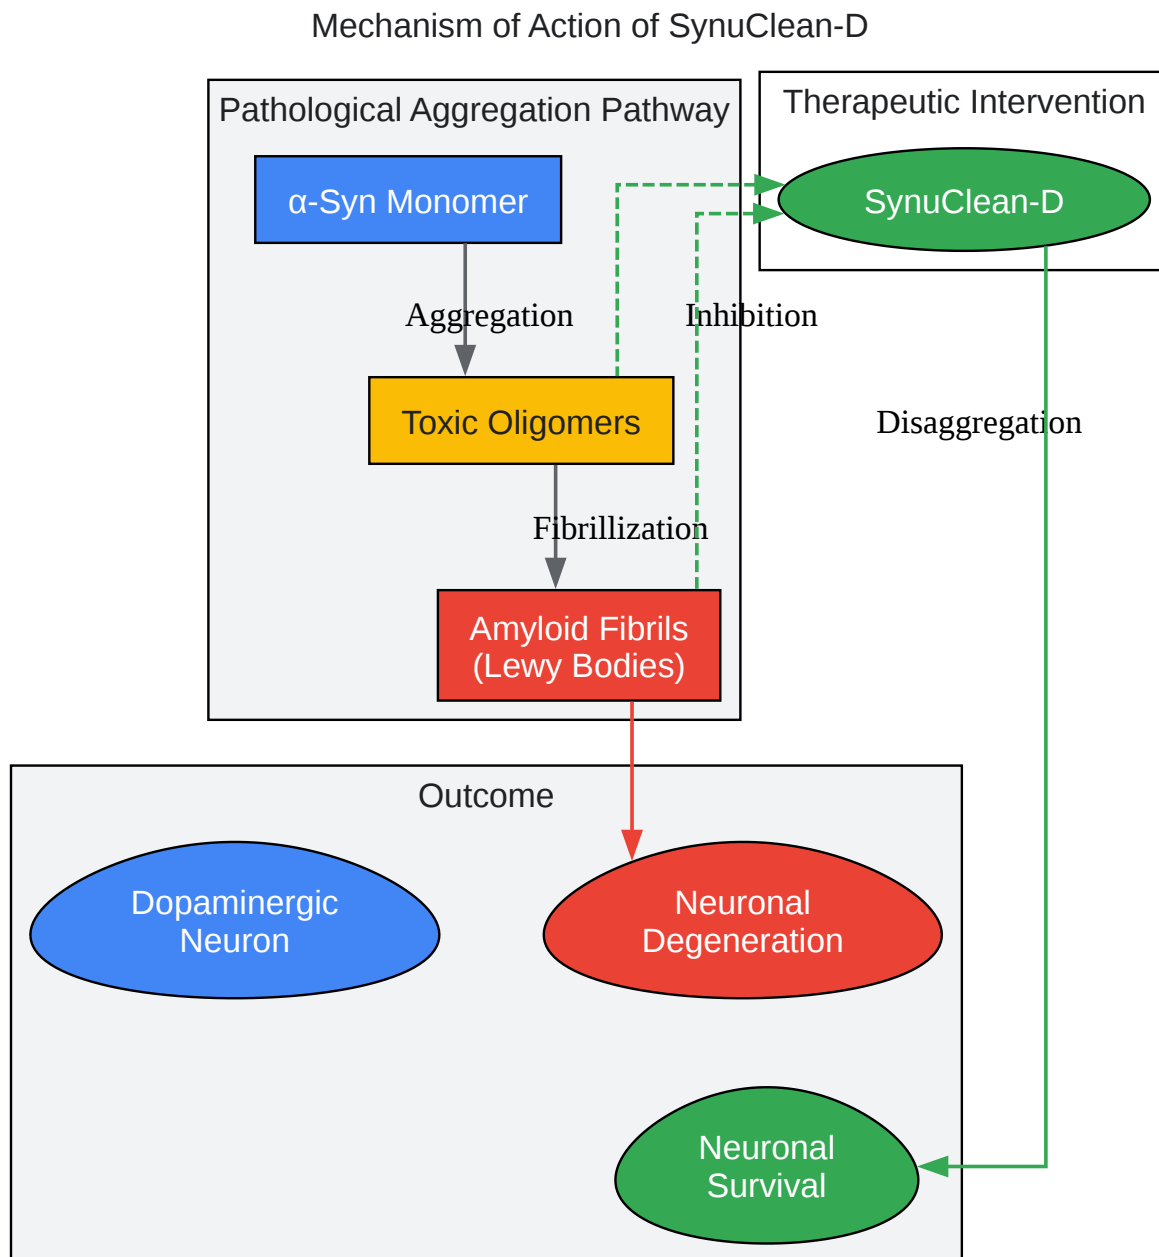 Mechanism of Action of SynuClean-D
Pathological Aggregation Pathway
Therapeutic Intervention
α-Syn Monomer
SynuClean-D
Aggregation
Inhibition
Toxic Oligomers
Disaggregation
Fibrillization
Amyloid Fibrils
(Lewy Bodies)
Outcome
Dopaminergic
Neuron
Neuronal
Degeneration
Neuronal
Survival